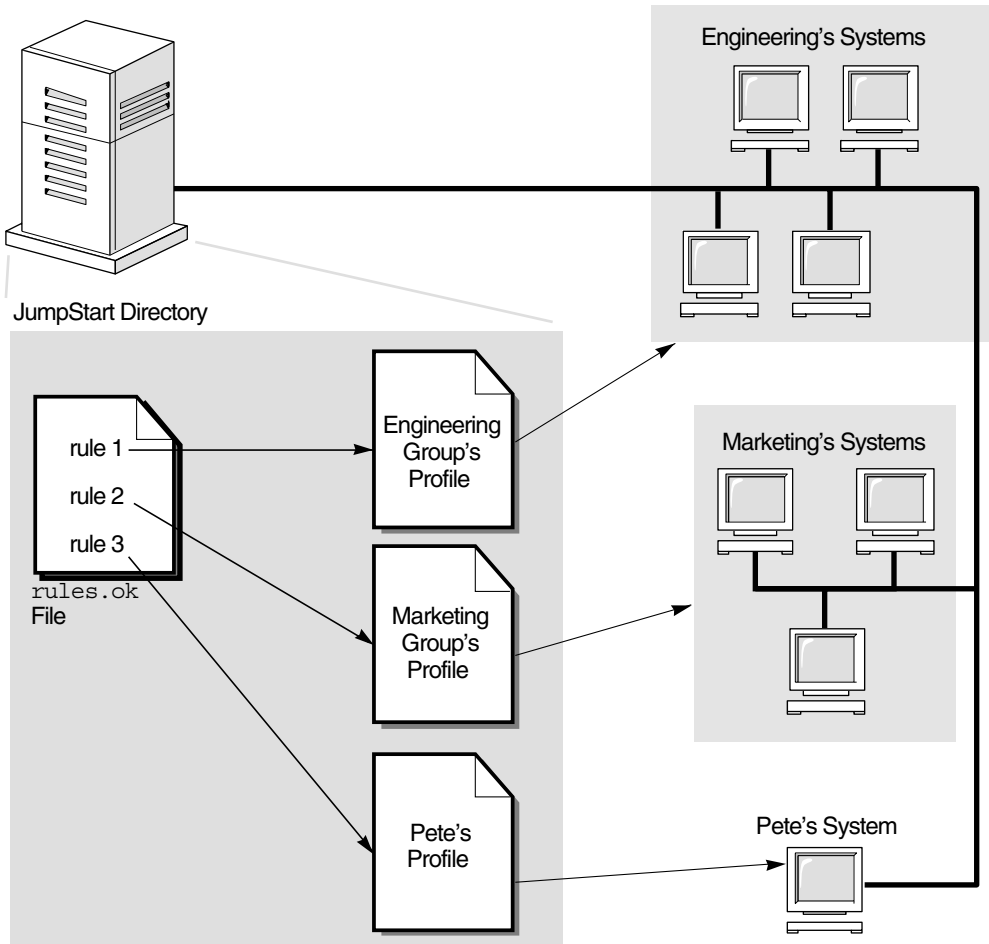 Engineering's Systems
JumpStart Directory
rule 1
rule 2
rule 3
rules.ok
File
Engineering
Group's
Profile
Marketing
Group's
Profile
Pete's
Profile
Marketing's Systems
Pete's System